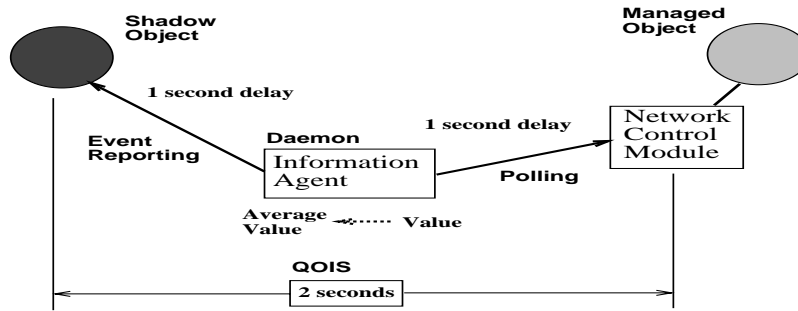 Shadow
Object
Managed
Object
1 second delay
1 second delay
Network
Control
Module
Event
Reporting
Daemon
Information
Agent
Polling
Average
Value
Value
QOIS
2 seconds